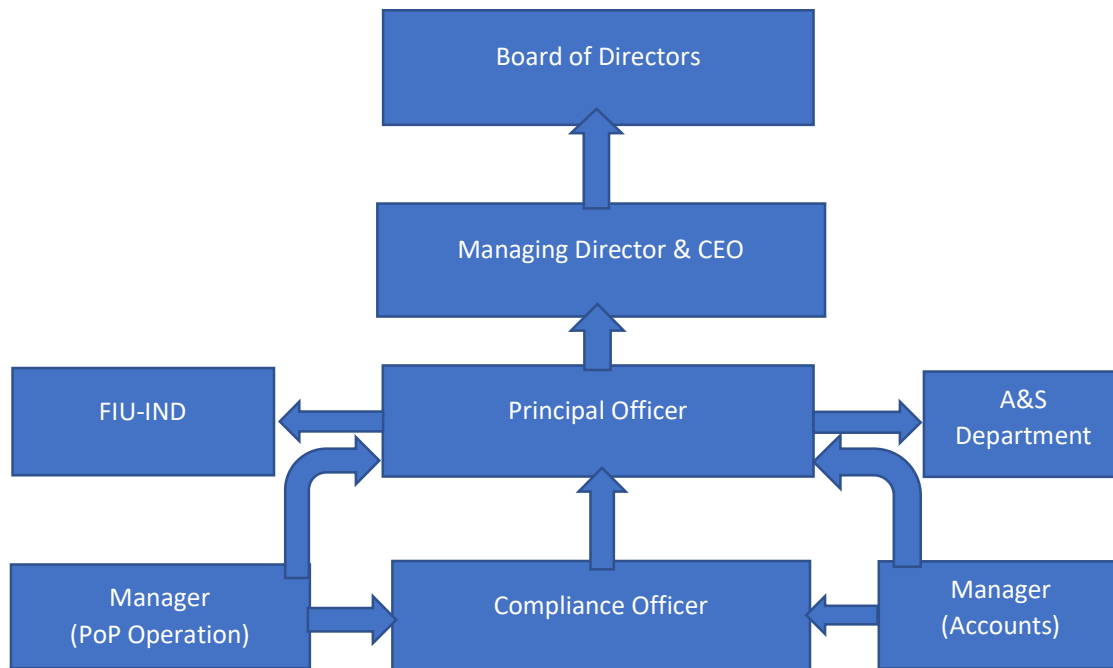 Board of Directors
Managing Director & CEO
FIU-IND
Principal Officer
A&S
Department
Manager
(PoP Operation)
Compliance Officer
Manager
(Accounts)